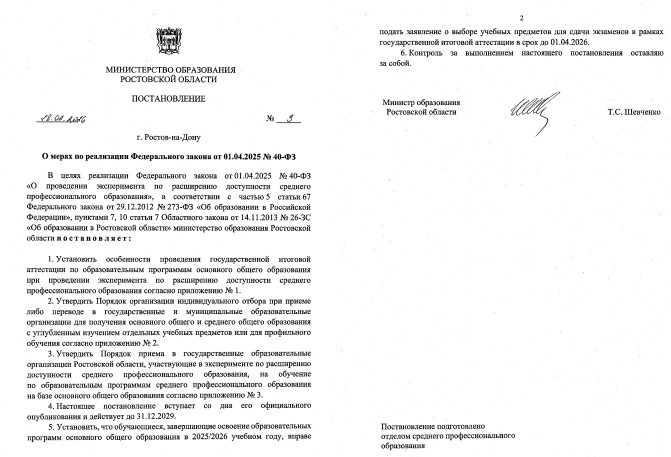 МИНИСТЕРСТВО ОБРАЗОВАНИЯ
РОСТОВСКОЙ ОБЛАСТИ
ПОСТАНОВЛЕНИЕ
№ 9
г. Ростов-на-Дону
О мерах по реализации Федерального закона от 01.04.2025 № 40-ФЗ
В целях реализации Федерального закона от 01.04.2025 № 40-ФЗ
«О проведении эксперимента по расширению доступности среднего
профессионального образования», в соответствии с частью 5 статьи 67
Федерального закона от 29.12.2012 № 273-ФЗ «Об образовании в Российской
Федерации», пунктами 7, 10 статьи 7 Областного закона от 14.11.2013 № 26-ЗС
«Об образовании в Ростовской области» министерство образования Ростовской
области п о с т а н о в л я е т :
1. Установить особенности проведения государственной итоговой
аттестации по образовательным программам основного общего образования
при проведении эксперимента по расширению доступности среднего
профессионального образования согласно приложению № 1.
2. Утвердить Порядок организации индивидуального отбора при приеме
либо переводе в государственные и муниципальные образовательные
организации для получения основного общего и среднего общего образования
с углубленным изучением отдельных учебных предметов или для профильного
обучения согласно приложению № 2.
3. Утвердить Порядок приема в государственные образовательные
организации Ростовской области, участвующие в эксперименте по расширению
доступности среднего профессионального образования, на обучение
по образовательным программам среднего профессионального образования
на базе основного общего образования согласно приложению № 3.
4. Настоящее постановление вступает со дня его официального
опубликования и действует до 31.12.2029.
5. Установить, что обучающиеся, завершающие освоение образовательных
программ основного общего образования в 2025/2026 учебном году, вправе
2
подать заявление о выборе учебных предметов для сдачи экзаменов в рамках
государственной итоговой аттестации в срок до 01.04.2026.
6. Контроль за выполнением настоящего постановления оставляю
за собой.
Министр образования
Ростовской области
Т.С. Шевченко
Постановление подготовлено
отделом среднего профессионального
образования